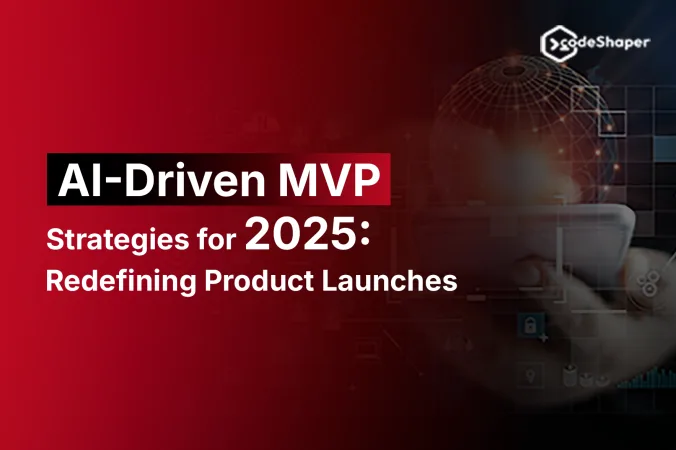 codeShaper
AI-Driven MVP
Strategies for 2025:
Redefining Product Launches